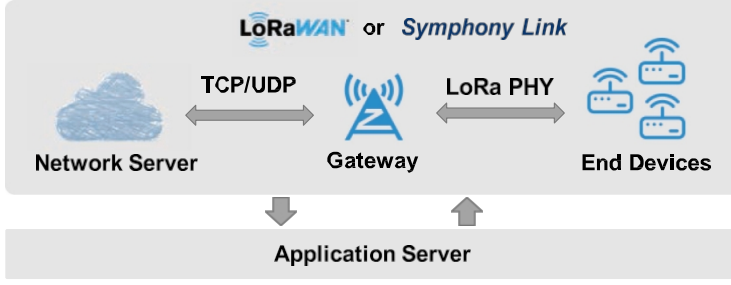 LoRaWAN or Symphony Link
TCP/UDP
LoRa PHY
Network Server
Gateway
End Devices
Application Server